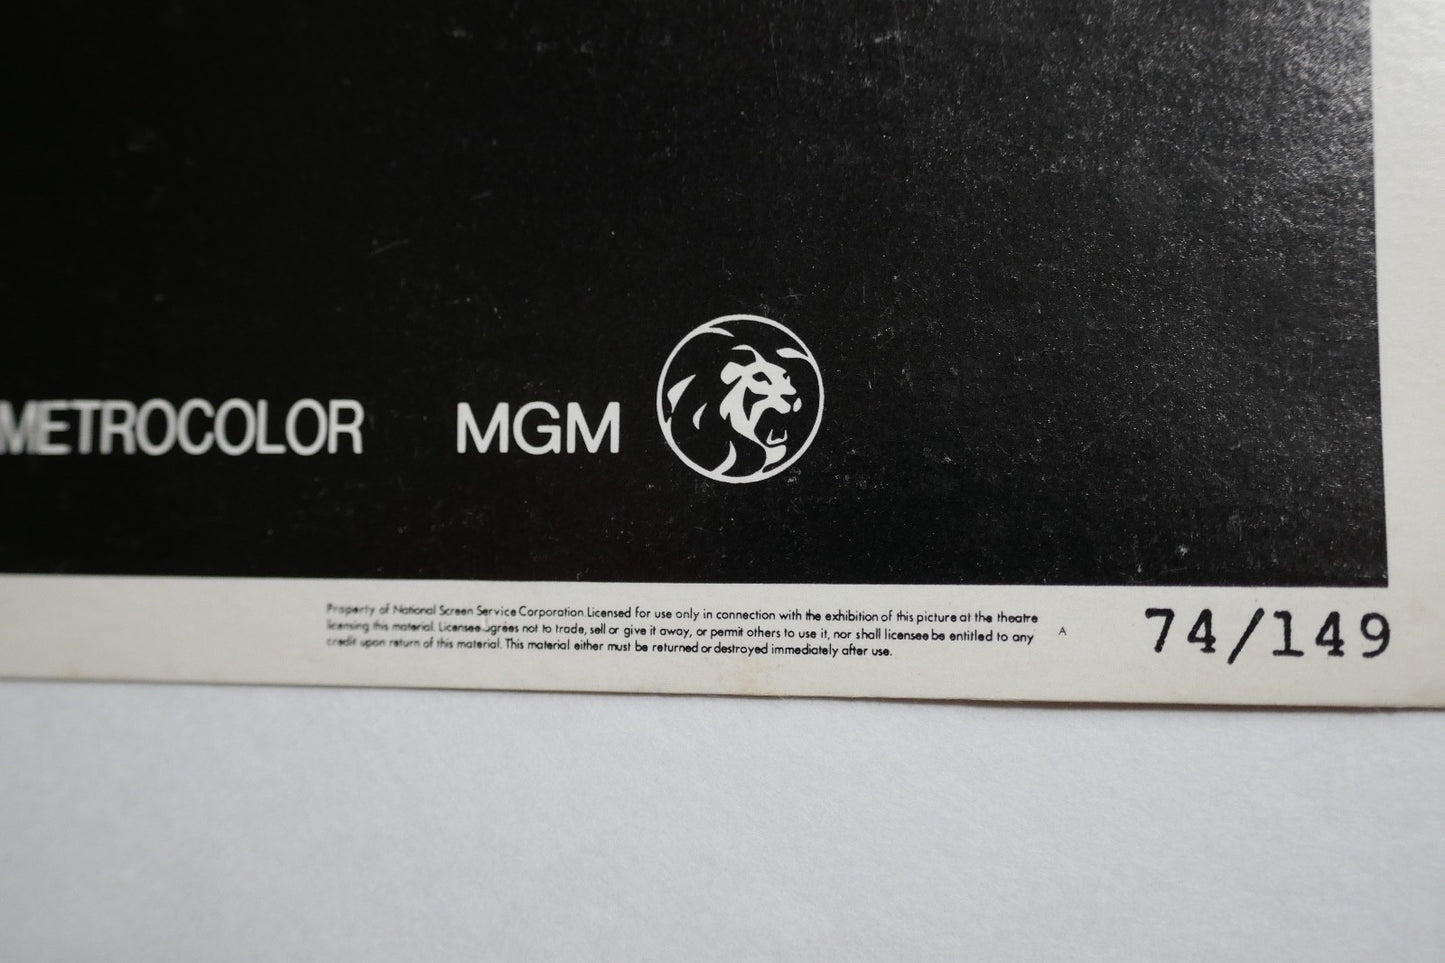 METROCOLOR MGM
Property of National Screen Service Corporation. Licensed for use only in connection with the exhibition of this picture at the theatre
licensing this material. Licensee agrees not to trade, sell or give it away, or permit others to use it, nor shall licensee be entitled to any
credit upon return of this material. This material either must be returned or destroyed immediately after use.
A
74/149